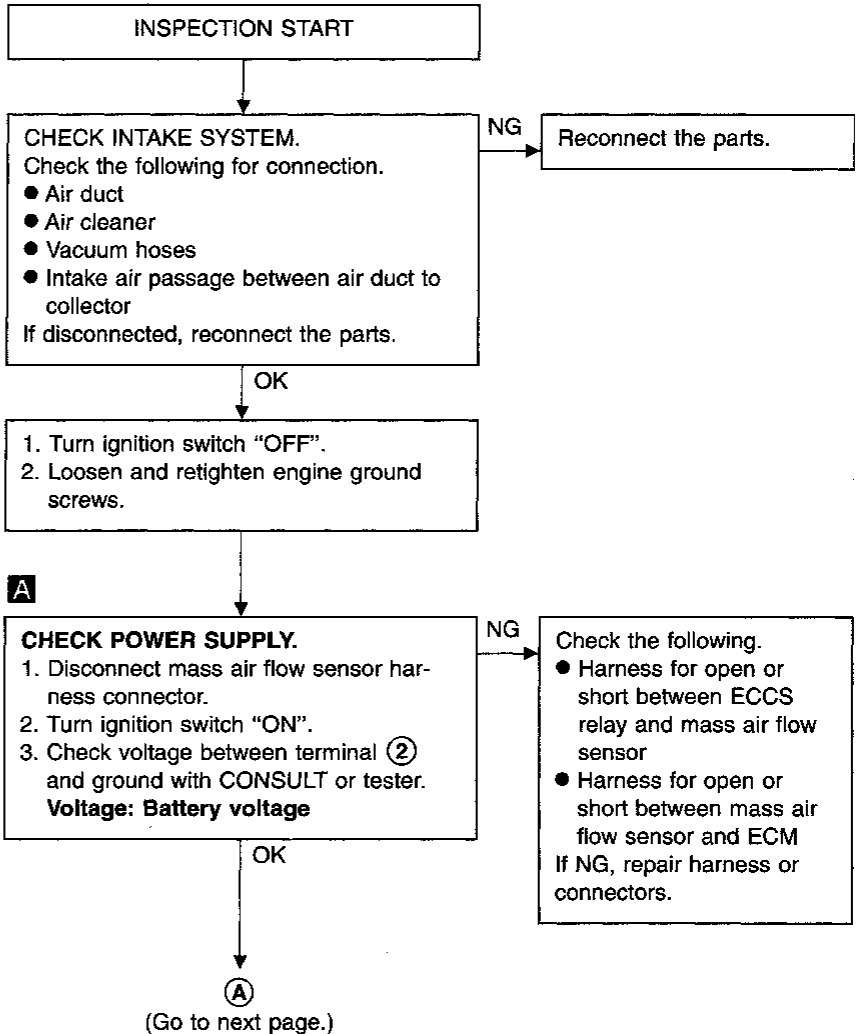 INSPECTION START
CHECK INTAKE SYSTEM.
Check the following for connection.
● Air duct
● Air cleaner
● Vacuum hoses
● Intake air passage between air duct to
collector
If disconnected, reconnect the parts.
NG
Reconnect the parts.
OK
1. Turn ignition switch “OFF”.
2. Loosen and retighten engine ground
screws.
A
CHECK POWER SUPPLY.
1. Disconnect mass air flow sensor har-
ness connector.
2. Turn ignition switch “ON”.
3. Check voltage between terminal ②
and ground with CONSULT or tester.
Voltage: Battery voltage
NG
Check the following.
● Harness for open or
short between ECCS
relay and mass air flow
sensor
● Harness for open or
short between mass air
flow sensor and ECM
If NG, repair harness or
connectors.
OK
Ⓐ
(Go to next page.)